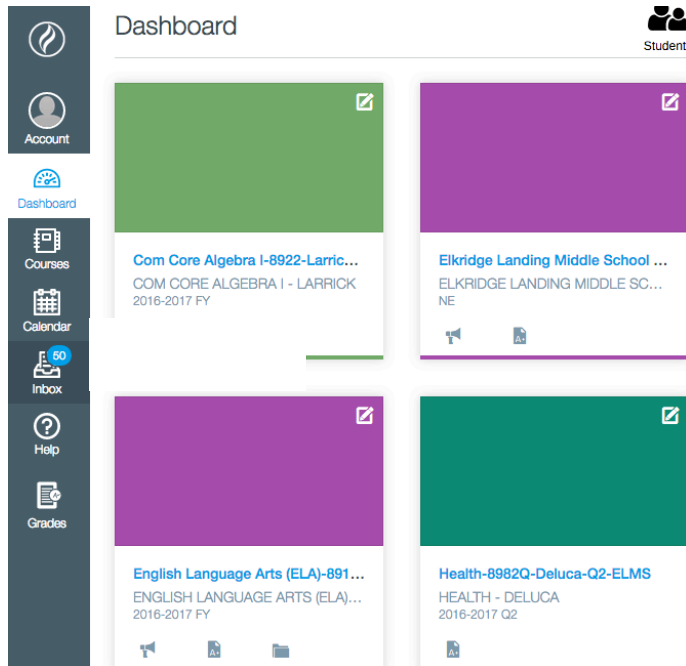 Dashboard
Student
Account
Dashboard
Courses
Calendar
50
Inbox
Help
Grades
Com Core Algebra I-8922-Larric...
COM CORE ALGEBRA I - LARRICK
2016-2017 FY
Elkridge Landing Middle School ...
ELKRIDGE LANDING MIDDLE SC...
NE
A+
English Language Arts (ELA)-891...
ENGLISH LANGUAGE ARTS (ELA)...
2016-2017 FY
A+
Health-8982Q-Deluca-Q2-ELMS
HEALTH - DELUCA
2016-2017 Q2
A+